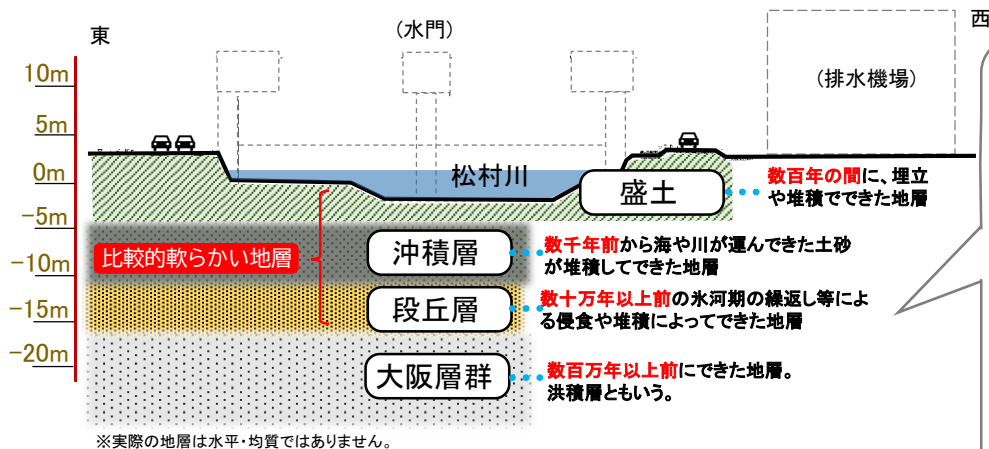 東
西
(水門)
(排水機場)
10m
5m
0m
-5m
-10m
-15m
-20m
松村川
盛土
数百年の間に、埋立
や堆積でできた地層
比較的軟らかい地層
沖積層
数千年前から海や川が運んできた土砂
が堆積してできた地層
段丘層
数十万年以上前の氷河期の繰返し等によ
る侵食や堆積によってできた地層
大阪層群
数百万年以上前にできた地層。
洪積層ともいう。
※実際の地層は水平・均質ではありません。